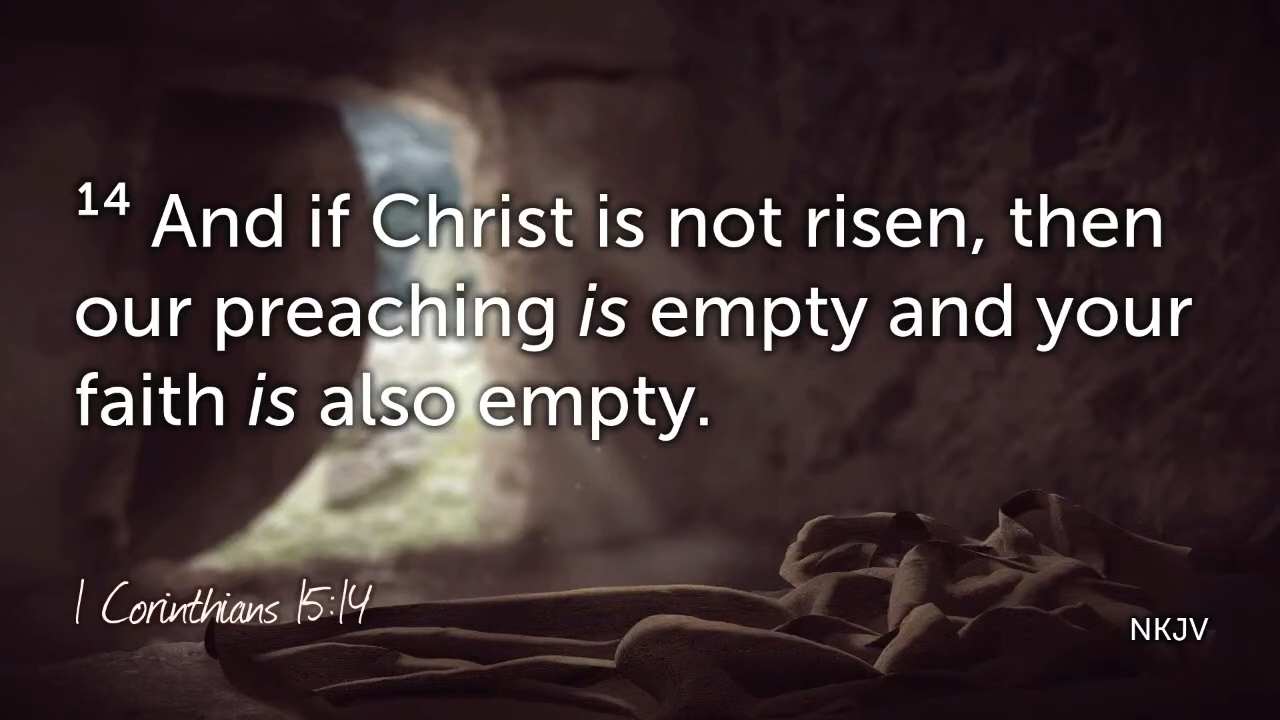 14 And if Christ is not risen, then
our preaching is empty and your
faith is also empty.
1 Corinthians 15:14
NKJV